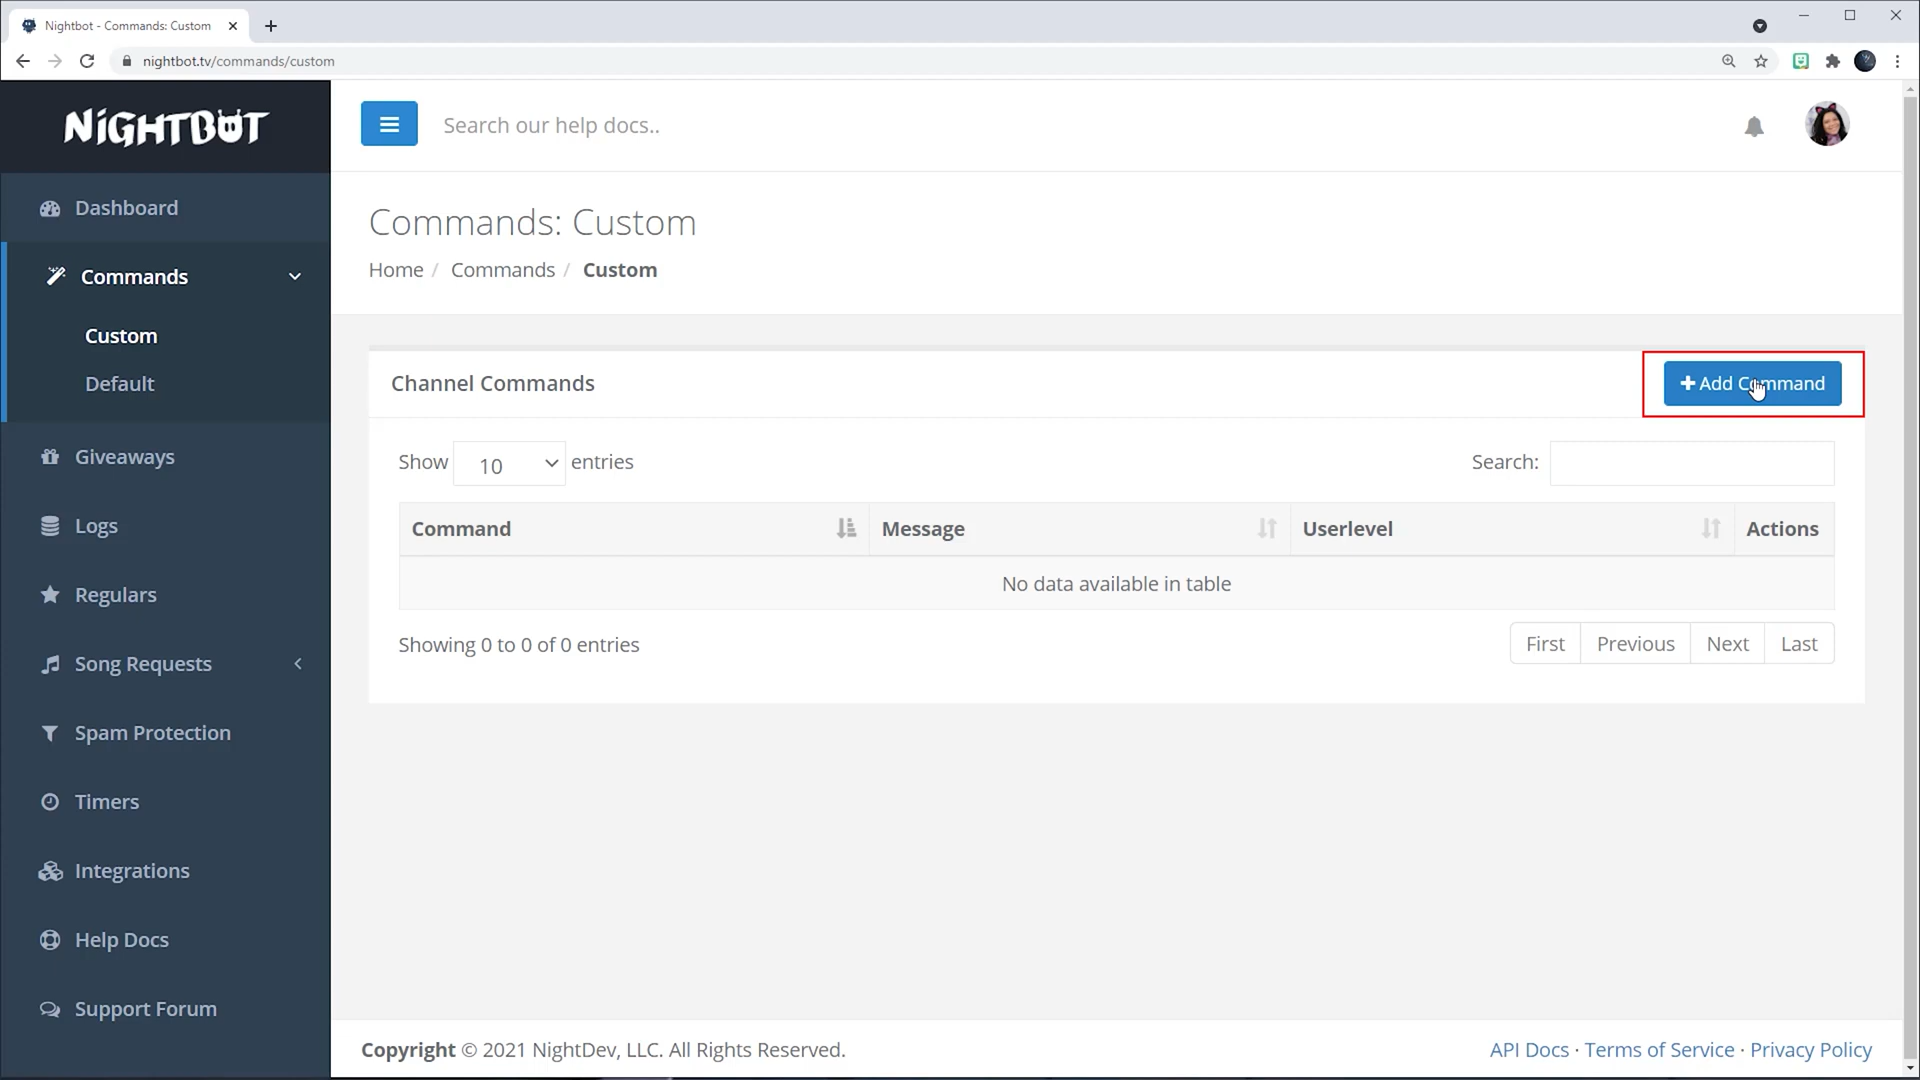 Nightbot - Commands: Custom
nightbot.tv/commands/custom
NiGHTBOT
Search our help docs..
Dashboard
Commands
Custom
Default
Giveaways
Logs
Regulars
Song Requests
Spam Protection
Timers
Integrations
Help Docs
Support Forum
Commands: Custom
Home / Commands / Custom
Channel Commands
Add Command
Show 10 entries
Search:
Command Message Userlevel Actions
No data available in table
Showing 0 to 0 of 0 entries
First Previous Next Last
Copyright © 2021 NightDev, LLC. All Rights Reserved.
API Docs · Terms of Service · Privacy Policy